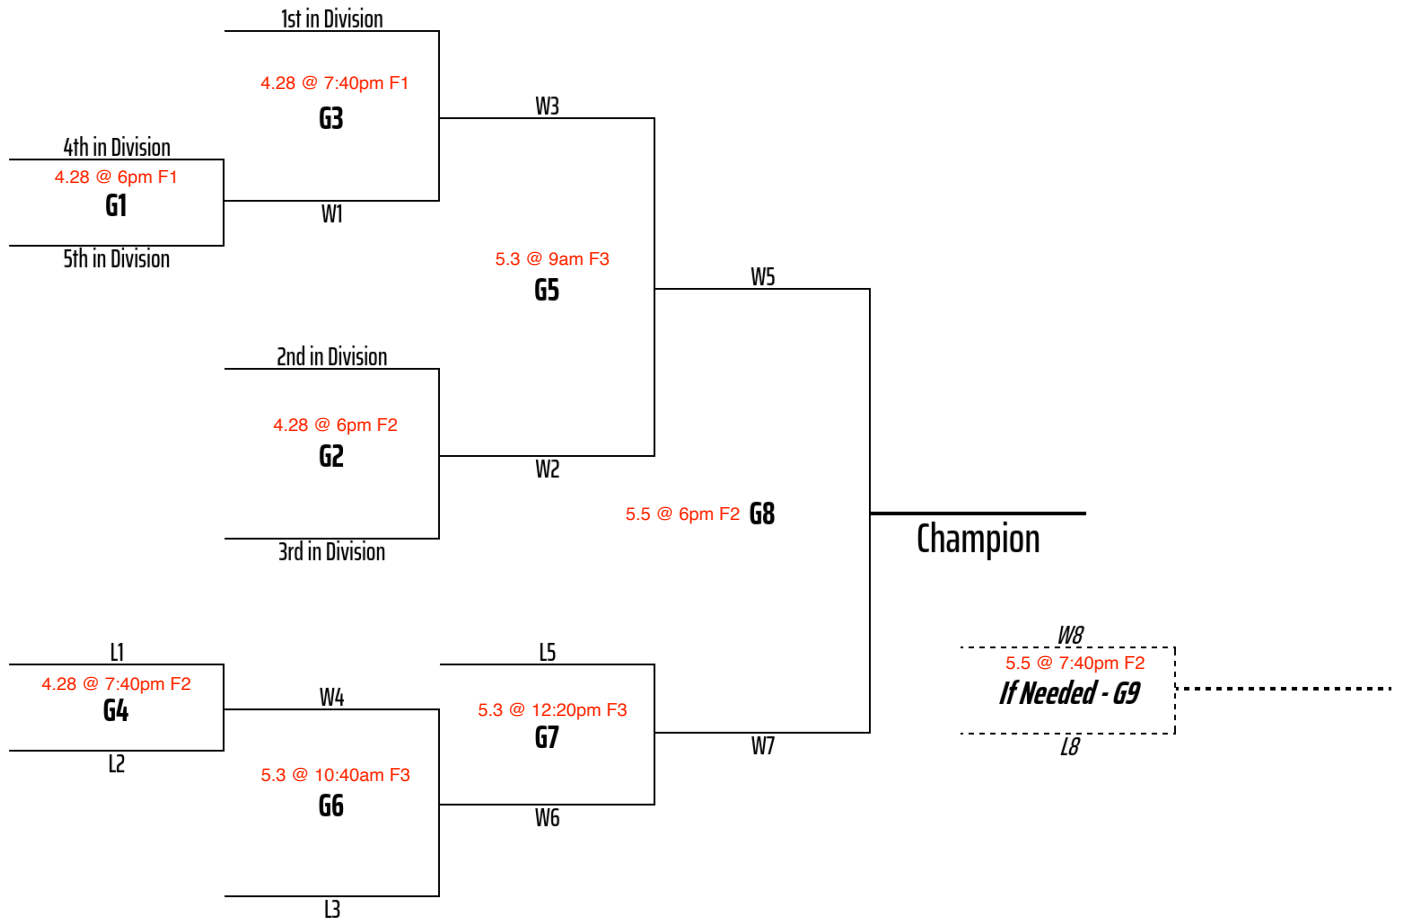 1st in Division
4.28 @ 7:40pm F1
G3
W3
4th in Division
4.28 @ 6pm F1
G1
W1
5th in Division
5.3 @ 9am F3
G5
W5
2nd in Division
4.28 @ 6pm F2
G2
W2
3rd in Division
5.5 @ 6pm F2 G8
Champion
L1
4.28 @ 7:40pm F2
G4
L2
W4
5.3 @ 10:40am F3
G6
L3
L5
5.3 @ 12:20pm F3
G7
W6
W7
W8
5.5 @ 7:40pm F2
If Needed - G9
L8